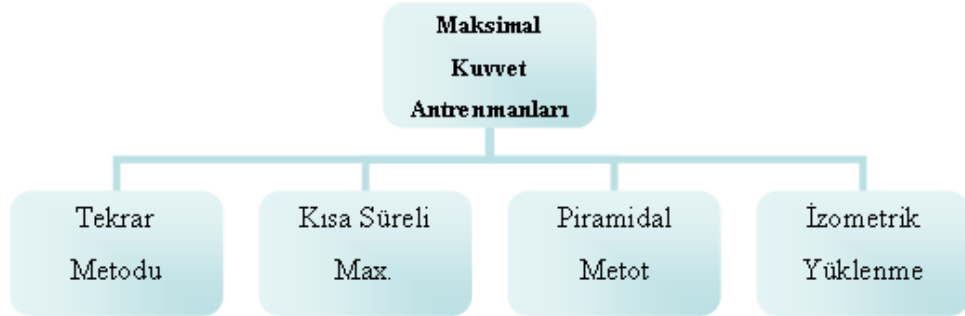 Maksimal
Kuvvet
Antrenmanları
Tekrar
Metodu
Kısa Süreli
Max.
Piramidal
Metot
İzometrik
Yüklenme